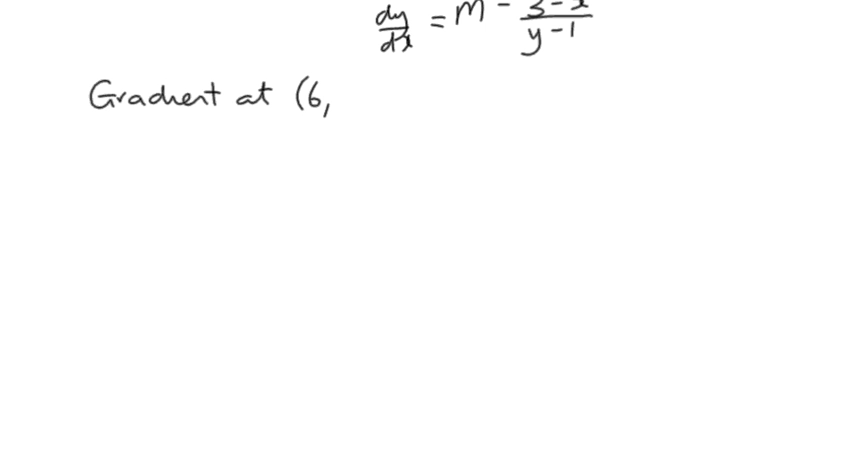 dy/dx = m - (3-x)/(y-1)
Gradient at (6,